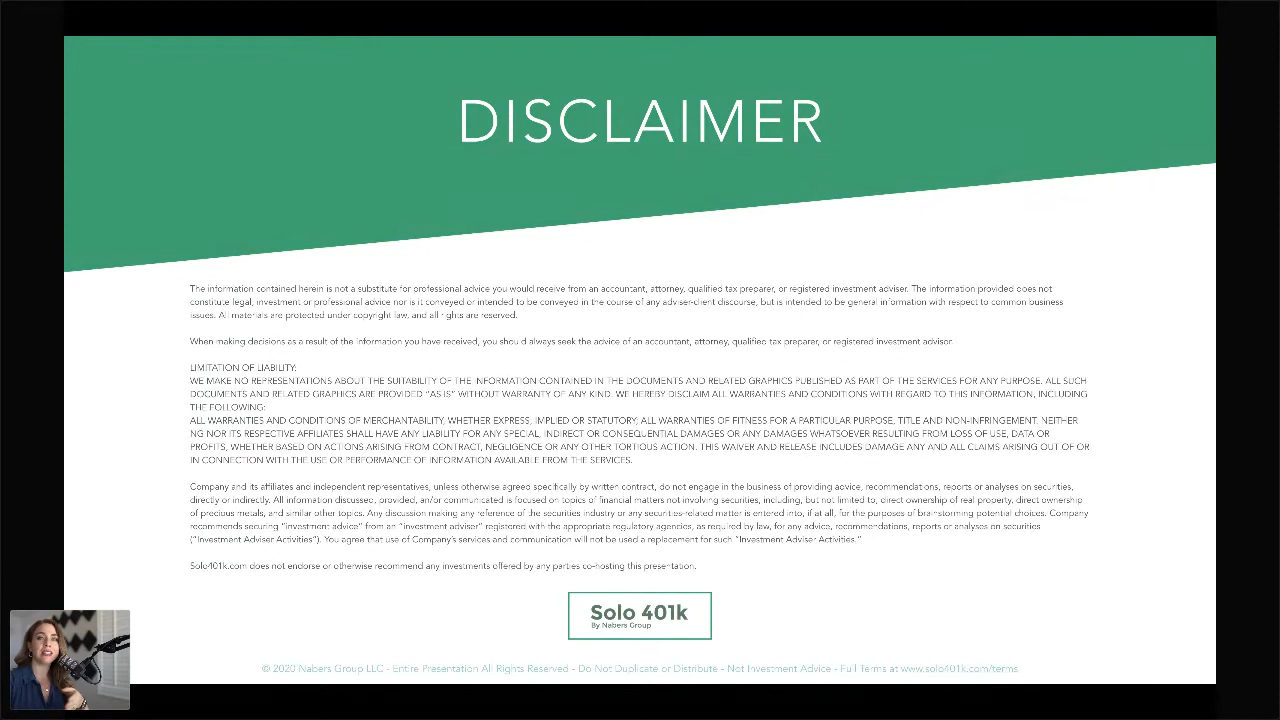 DISCLAIMER
The information contained herein is not a substitute for professional advice you would receive from an accountant, attorney, qualified tax preparer, or registered investment adviser. The information provided does not
constitute legal, investment or professional advice nor is it conveyed or intended to be conveyed in the course of any adviser-client discourse, but is intended to be general information with respect to common business
issues. All materials are protected under copyright law, and all rights are reserved.
When making decisions as a result of the information you have received, you should always seek the advice of an accountant, attorney, qualified tax preparer, or registered investment advisor.
LIMITATION OF LIABILITY:
WE MAKE NO REPRESENTATIONS ABOUT THE SUITABILITY OF THE INFORMATION CONTAINED IN THE DOCUMENTS AND RELATED GRAPHICS PUBLISHED AS PART OF THE SERVICES FOR ANY PURPOSE. ALL SUCH
DOCUMENTS AND RELATED GRAPHICS ARE PROVIDED “AS IS” WITHOUT WARRANTY OF ANY KIND. WE HEREBY DISCLAIM ALL WARRANTIES AND CONDITIONS WITH REGARD TO THIS INFORMATION, INCLUDING
THE FOLLOWING:
ALL WARRANTIES AND CONDITIONS OF MERCHANTABILITY, WHETHER EXPRESS, IMPLIED OR STATUTORY; ALL WARRANTIES OF FITNESS FOR A PARTICULAR PURPOSE, TITLE AND NON-INFRINGEMENT. NEITHER
NG NOR ITS RESPECTIVE AFFILIATES SHALL HAVE ANY LIABILITY FOR ANY SPECIAL, INDIRECT OR CONSEQUENTIAL DAMAGES OR ANY DAMAGES WHATSOEVER RESULTING FROM LOSS OF USE, DATA OR
PROFITS, WHETHER BASED ON ACTIONS ARISING FROM CONTRACT, NEGLIGENCE OR ANY OTHER TORTIOUS ACTION. THIS WAIVER AND RELEASE INCLUDES DAMAGE ANY AND ALL CLAIMS ARISING OUT OF OR
IN CONNECTION WITH THE USE OR PERFORMANCE OF INFORMATION AVAILABLE FROM THE SERVICES.
Company and its affiliates and independent representatives, unless otherwise agreed specifically by written contract, do not engage in the business of providing advice, recommendations, reports or analyses on securities,
directly or indirectly. All information discussed, provided, an/or communicated is focused on topics of financial matters not involving securities, including, but not limited to, direct ownership of real property, direct ownership
of precious metals, and similar other topics. Any discussion making any reference of the securities industry or any securities-related matter is entered into, if at all, for the purposes of brainstorming potential choices. Company
recommends securing “investment advice” from an “investment adviser” registered with the appropriate regulatory agencies, as required by law, for any advice, recommendations, reports or analyses on securities
(“Investment Adviser Activities”). You agree that use of Company’s services and communication will not be used a replacement for such “Investment Adviser Activities.”
Solo401k.com does not endorse or otherwise recommend any investments offered by any parties co-hosting this presentation.
Solo 401k
By Nabers Group
© 2020 Nabers Group LLC - Entire Presentation All Rights Reserved - Do Not Duplicate or Distribute - Not Investment Advice - Full Terms at www.solo401k.com/terms